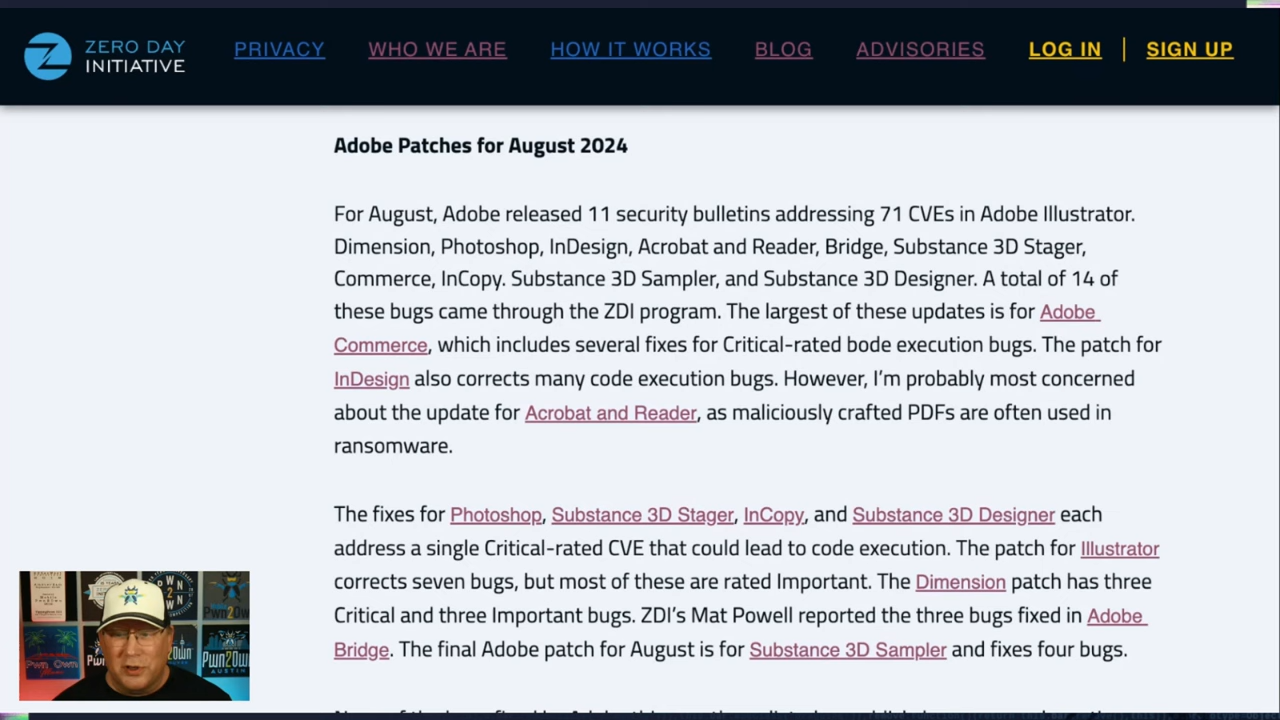 ZERO DAY
INITIATIVE
PRIVACY
WHO WE ARE
HOW IT WORKS
BLOG
ADVISORIES
LOG IN
SIGN UP
Adobe Patches for August 2024
For August, Adobe released 11 security bulletins addressing 71 CVEs in Adobe Illustrator.
Dimension, Photoshop, InDesign, Acrobat and Reader, Bridge, Substance 3D Stager,
Commerce, InCopy. Substance 3D Sampler, and Substance 3D Designer. A total of 14 of
these bugs came through the ZDI program. The largest of these updates is for Adobe
Commerce, which includes several fixes for Critical-rated bode execution bugs. The patch for
InDesign also corrects many code execution bugs. However, I'm probably most concerned
about the update for Acrobat and Reader, as maliciously crafted PDFs are often used in
ransomware.
The fixes for Photoshop, Substance 3D Stager, InCopy, and Substance 3D Designer each
address a single Critical-rated CVE that could lead to code execution. The patch for Illustrator
corrects seven bugs, but most of these are rated Important. The Dimension patch has three
Critical and three Important bugs. ZDI's Mat Powell reported the three bugs fixed in Adobe
Bridge. The final Adobe patch for August is for Substance 3D Sampler and fixes four bugs.
Pwn2Own
AUSTIN